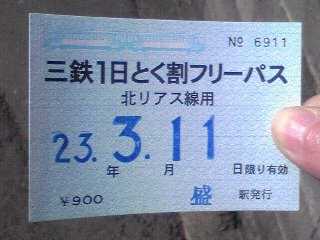 № 6911
三鉄1日とく割フリーパス
北リアス線用
23.3.11
年 月 日限り有効
¥900 盛 駅発行